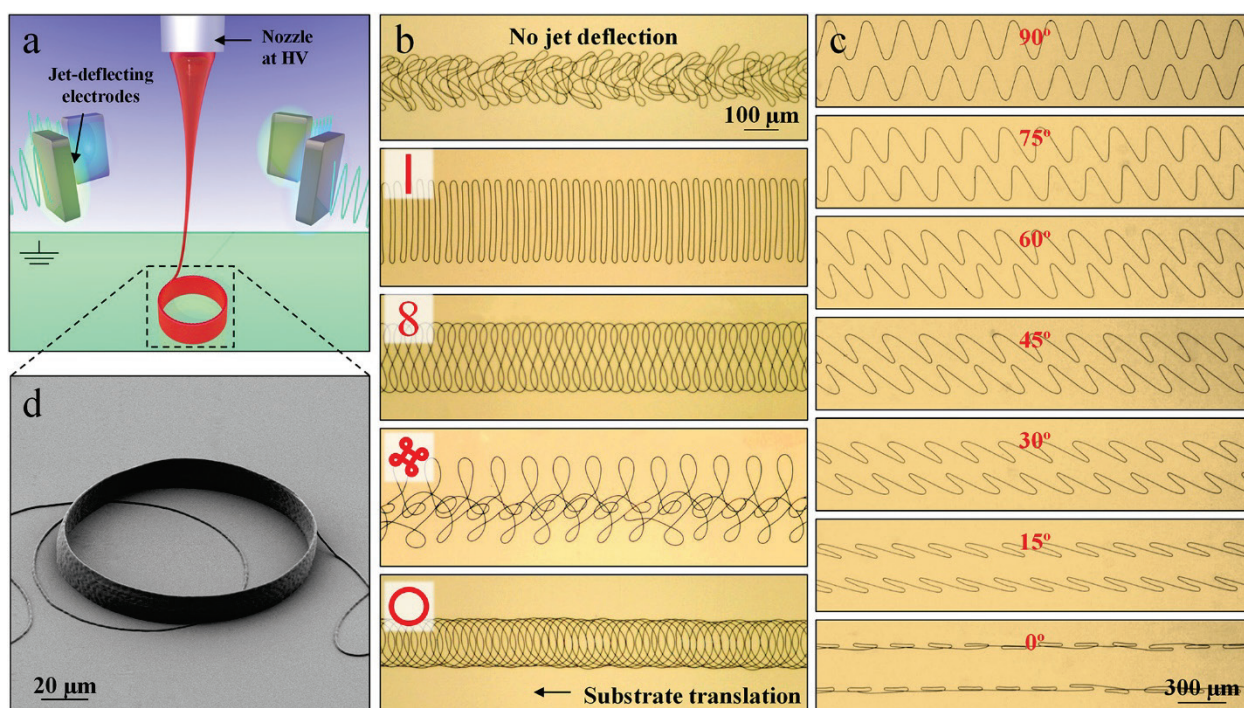 a
Nozzle
at HV
Jet-deflecting
electrodes
d
20 μm
b
No jet deflection
100 μm
8
Substrate translation
c
90º
75º
60º
45º
30º
15º
0º
300 μm